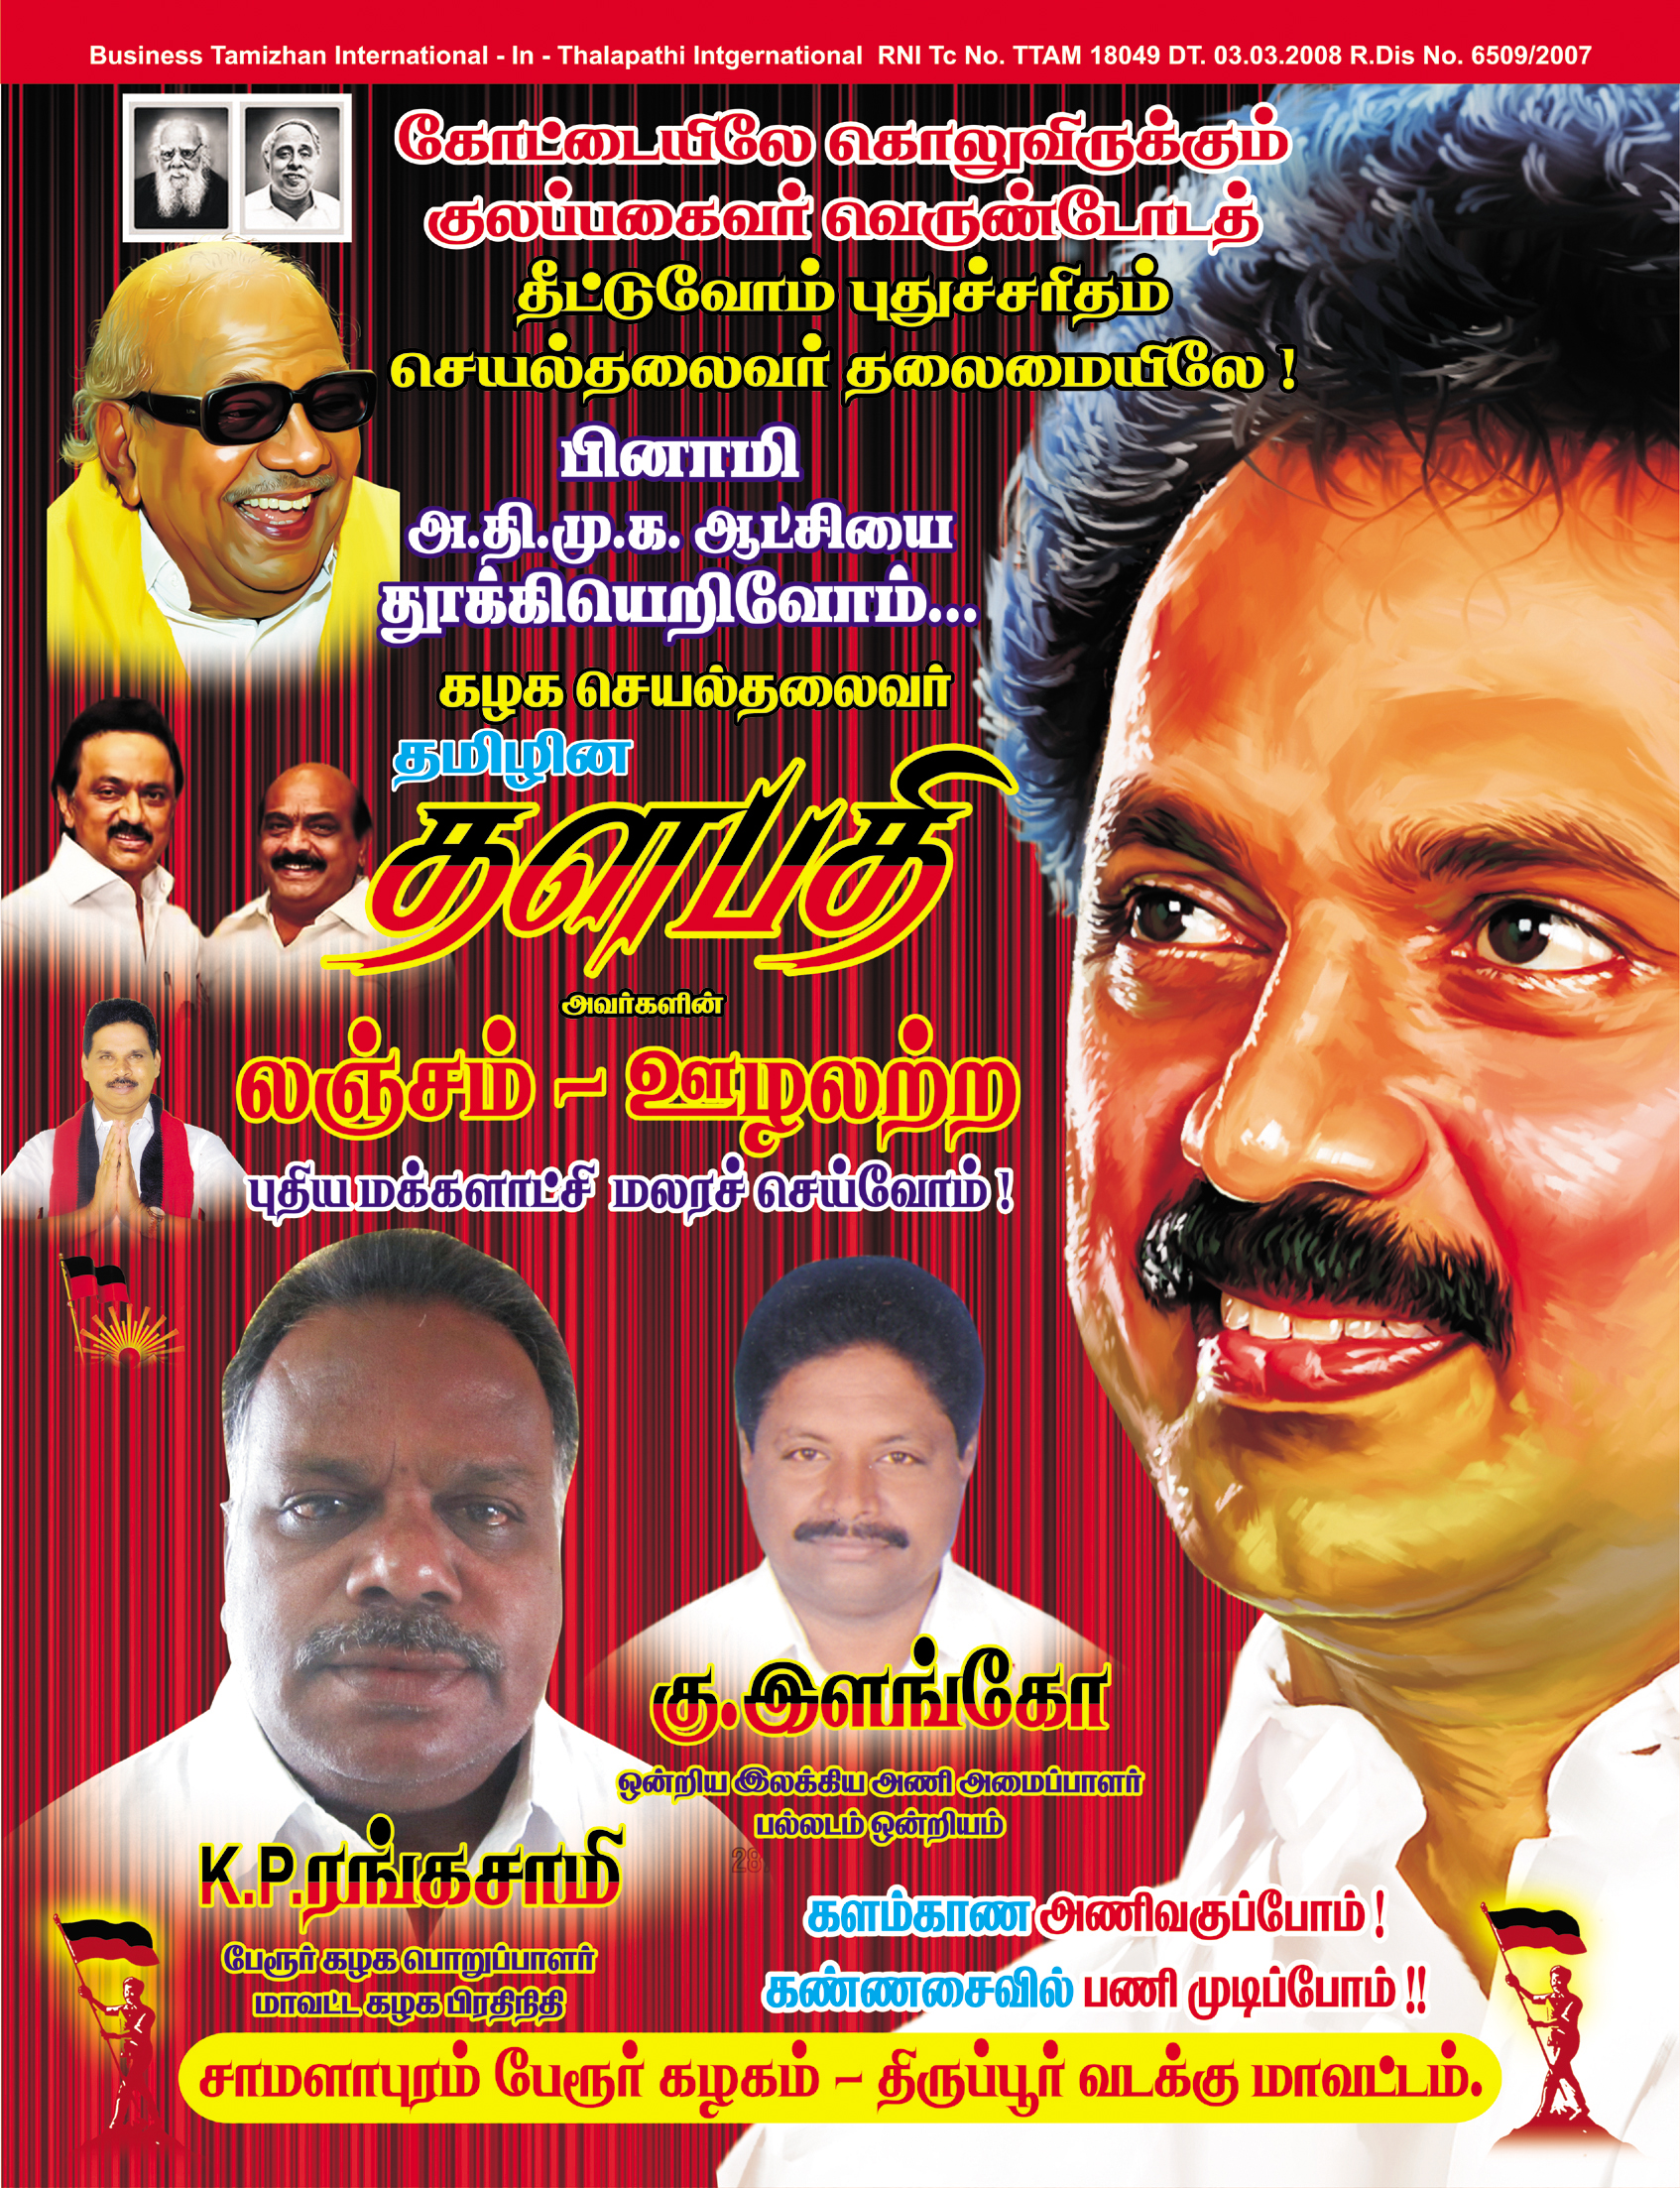 Business Tamizhan International - In - Thalapathi Intgernational RNI Tc No. TTAM 18049 DT. 03.03.2008 R.Dis No. 6509/2007
கோட்டையிலே கொலுவிருக்கும்
குலப்பகைவர் வெருண்டோடத்
தீட்டுவோம் புதுச்சரிதம்
செயல்தலைவர் தலைமையிலே !
பினாமி
அ.தி.மு.க. ஆட்சியை
தூக்கியெறிவோம்...
கழக செயல்தலைவர்
தமிழின
தளபதி
அவர்களின்
லஞ்சம் – ஊழலற்ற
புதிய மக்களாட்சி மலரச் செய்வோம் !
கு.இளங்கோ
ஒன்றிய இலக்கிய அணி அமைப்பாளர்
பல்லடம் ஒன்றியம்
K.P.ரங்கசாமி
பேரூர் கழக பொறுப்பாளர்
மாவட்ட கழக பிரதிநிதி
களம்காண அணிவகுப்போம் !
கண்ணசைவில் பணி முடிப்போம் !!
சாமளாபுரம் பேரூர் கழகம் – திருப்பூர் வடக்கு மாவட்டம்.